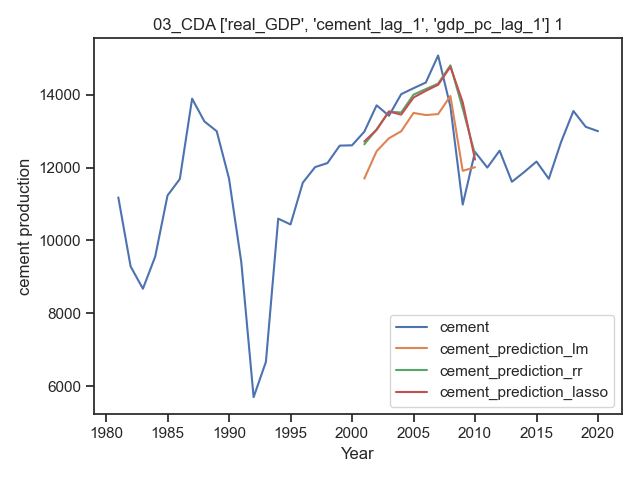 03_CDA ['real_GDP', 'cement_lag_1', 'gdp_pc_lag_1'] 1
14000
12000
10000
8000
6000
cement production
cement
cement_prediction_lm
cement_prediction_rr
cement_prediction_lasso
1980 1985 1990 1995 2000 2005 2010 2015 2020
Year